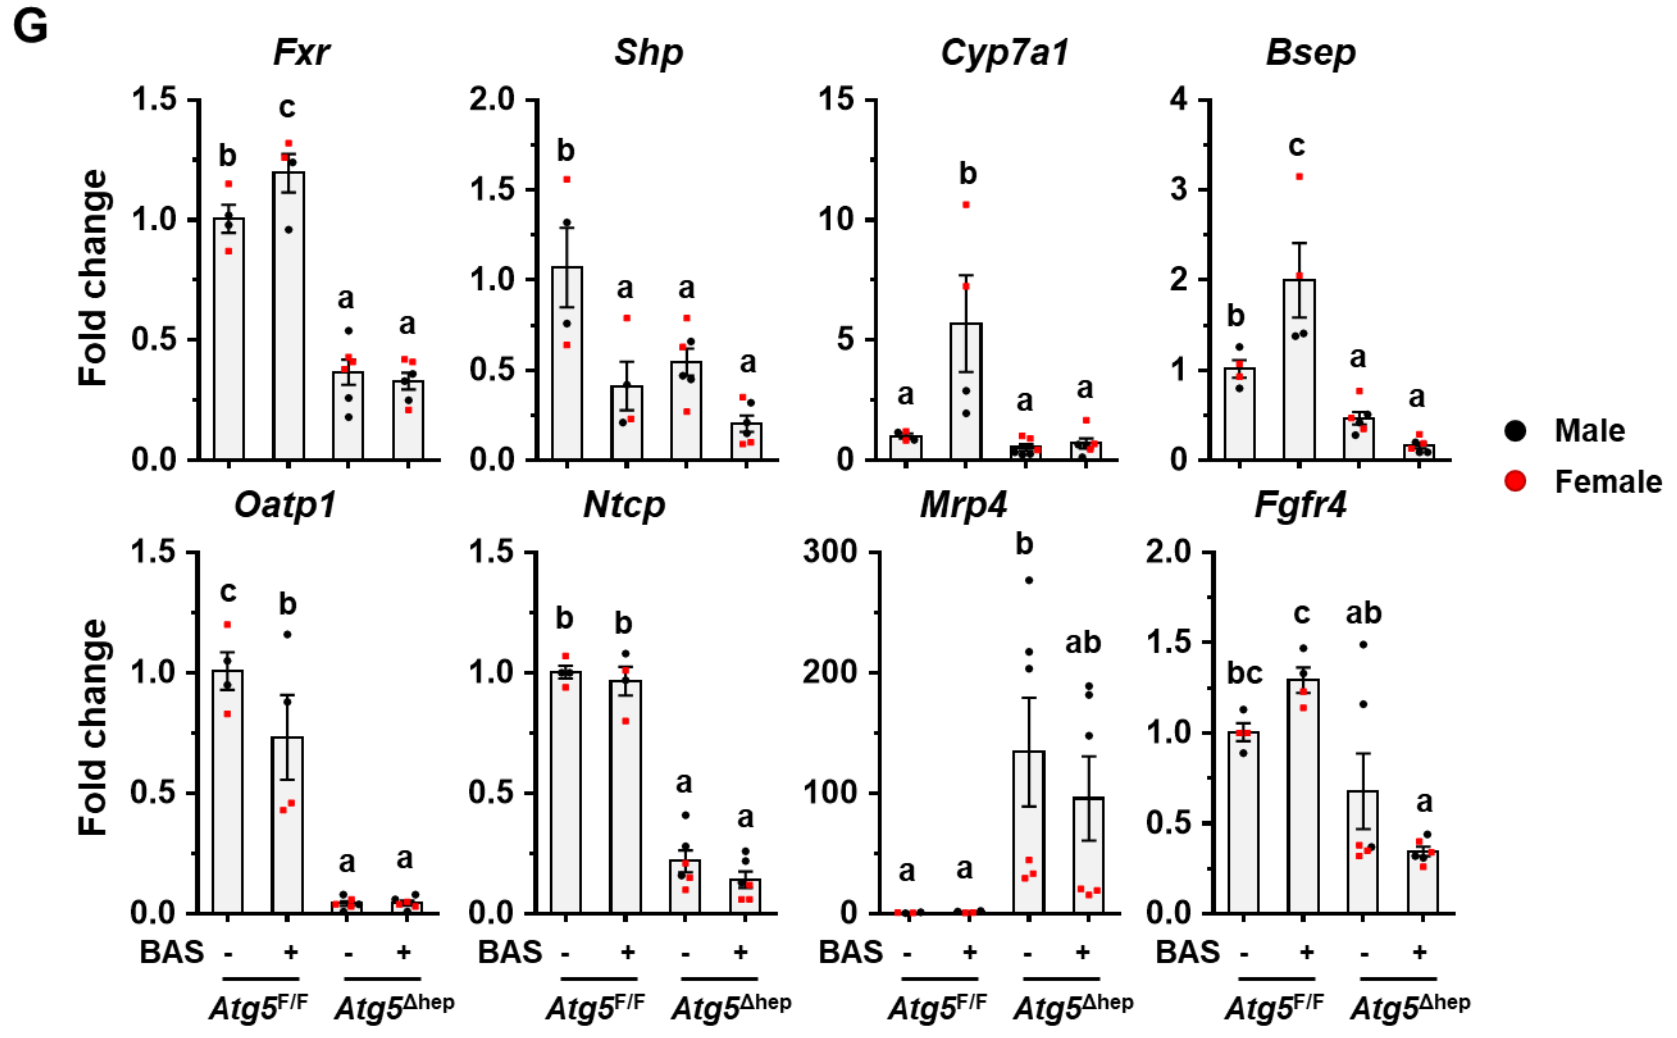 G
Fxr Shp Cyp7a1 Bsep
Fold change
1.5
1.0
0.5
0.0
b c a a
2.0
1.5
1.0
0.5
0.0
b a a a
15
10
5
0
a b a a
4
3
2
1
0
b c a a
Male
Female
Oatp1 Ntcp Mrp4 Fgfr4
Fold change
1.5
1.0
0.5
0.0
c b a a
1.5
1.0
0.5
0.0
b b a a
300
200
100
0
a a b ab
2.0
1.5
1.0
0.5
0.0
bc c ab a
BAS - + - + BAS - + - + BAS - + - + BAS - + - +
Atg5F/F Atg5Δhep Atg5F/F Atg5Δhep Atg5F/F Atg5Δhep Atg5F/F Atg5Δhep